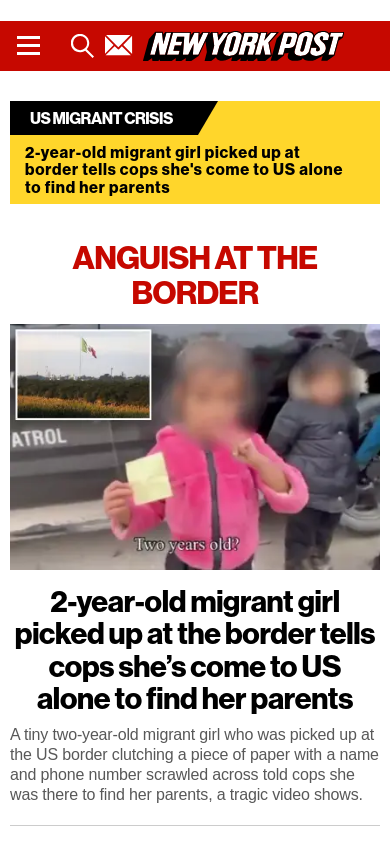 NEW YORK POST
US MIGRANT CRISIS
2-year-old migrant girl picked up at
border tells cops she's come to US alone
to find her parents
ANGUISH AT THE
BORDER
ATROL
Two years old?
2-year-old migrant girl
picked up at the border tells
cops she’s come to US
alone to find her parents
A tiny two-year-old migrant girl who was picked up at
the US border clutching a piece of paper with a name
and phone number scrawled across told cops she
was there to find her parents, a tragic video shows.